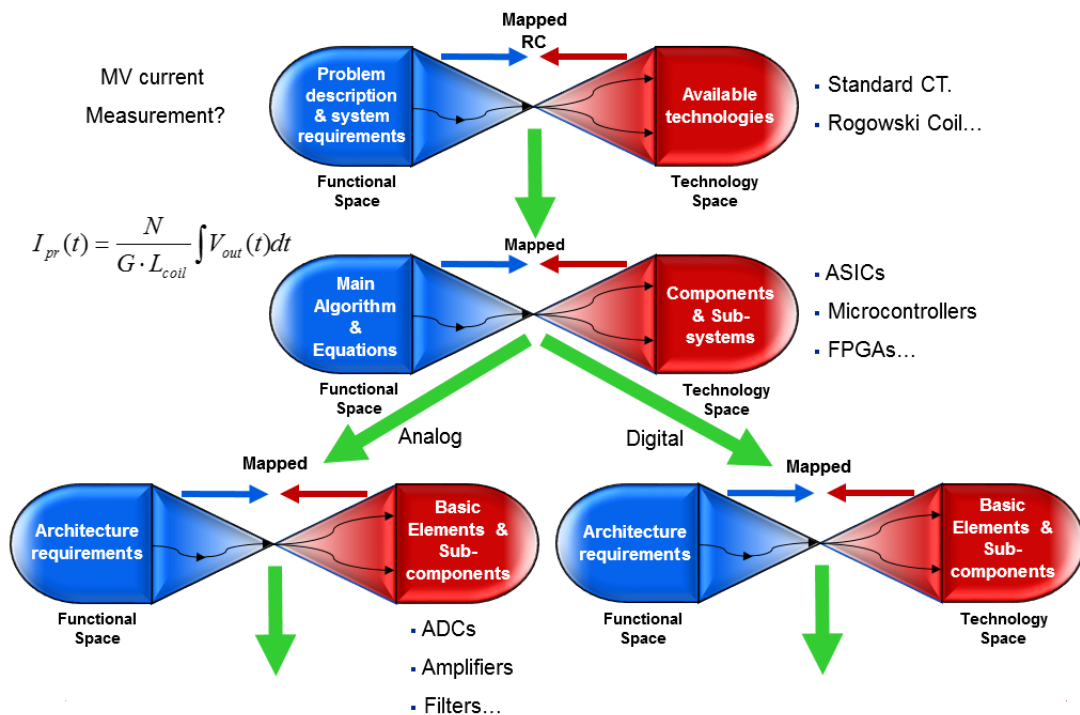 Mapped
RC
MV current
Measurement?
Problem
description
& system
requirements
Available
technologies
▪ Standard CT.
▪ Rogowski Coil…
Functional
Space
Technology
Space
I_pr(t) = N / (G · L_coil) ∫ V_out(t)dt
Mapped
Main
Algorithm
&
Equations
Components
& Sub-
systems
▪ ASICs
▪ Microcontrollers
▪ FPGAs…
Functional
Space
Technology
Space
Analog
Digital
Mapped
Architecture
requirements
Basic
Elements &
Sub-
components
Functional
Space
▪ ADCs
▪ Amplifiers
▪ Filters…
Mapped
Architecture
requirements
Basic
Elements &
Sub-
components
Functional
Space
Technology
Space